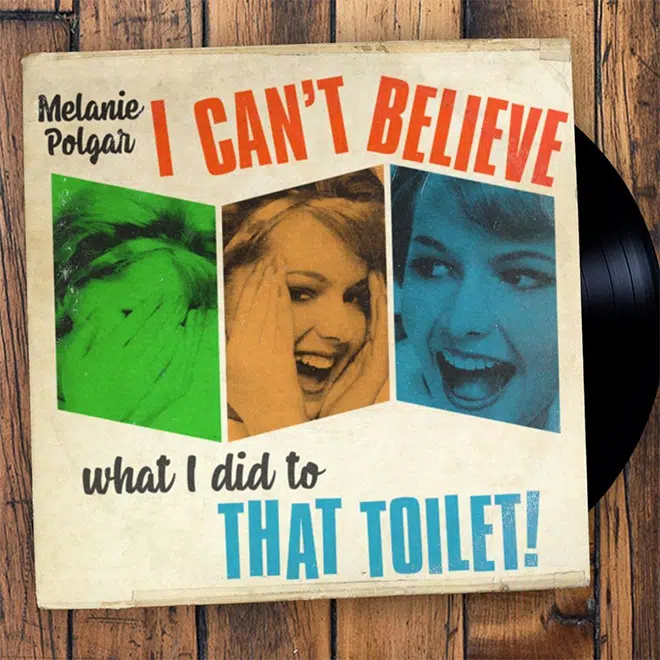 Melanie
Polgar
I CAN'T BELIEVE
what I did to
THAT TOILET!